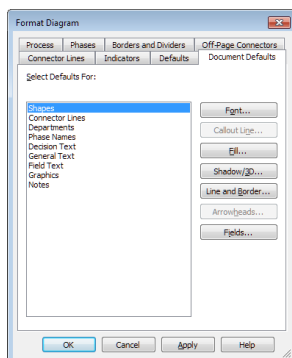 Format Diagram
Process Phases Borders and Dividers Off-Page Connectors
Connector Lines Indicators Defaults Document Defaults
Select Defaults For:
Shapes
Connector Lines
Departments
Phase Names
Decision Text
General Text
Field Text
Graphics
Notes
Font...
Callout Line...
Fill...
Shadow/3D...
Line and Border...
Arrowheads...
Fields...
OK Cancel Apply Help